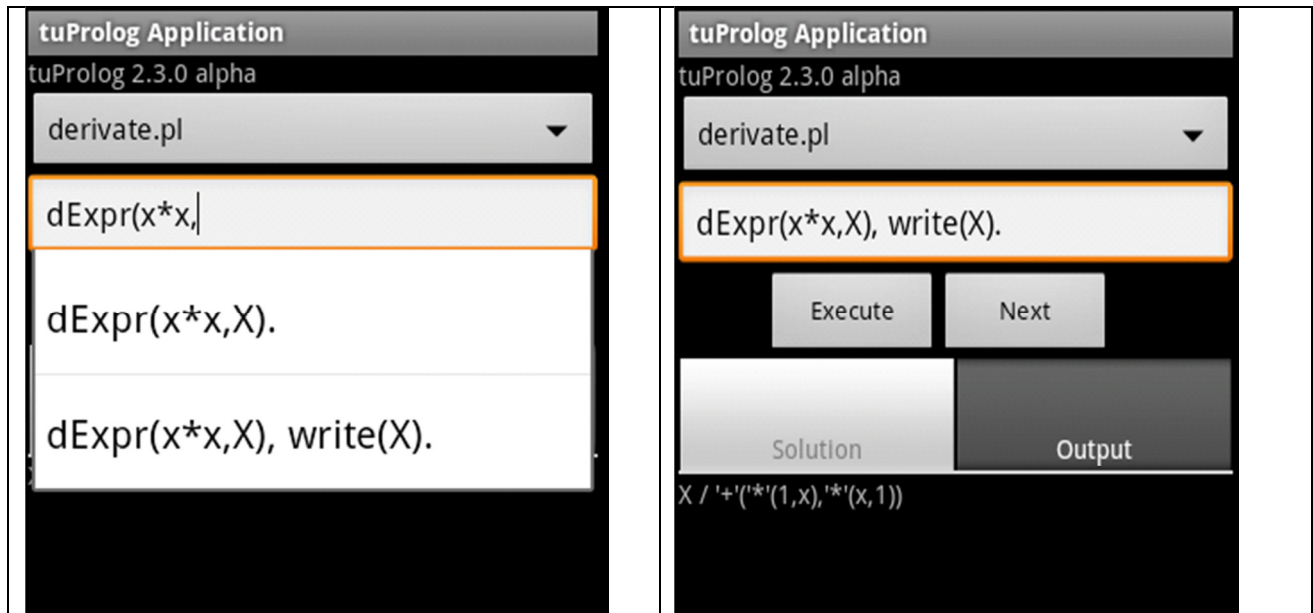 tuProlog Application
tuProlog 2.3.0 alpha
derivate.pl
dExpr(x*x,
dExpr(x*x,X).
dExpr(x*x,X), write(X).
tuProlog Application
tuProlog 2.3.0 alpha
derivate.pl
dExpr(x*x,X), write(X).
Execute Next
Solution Output
X / '+'('*'(1,x),'*'(x,1))